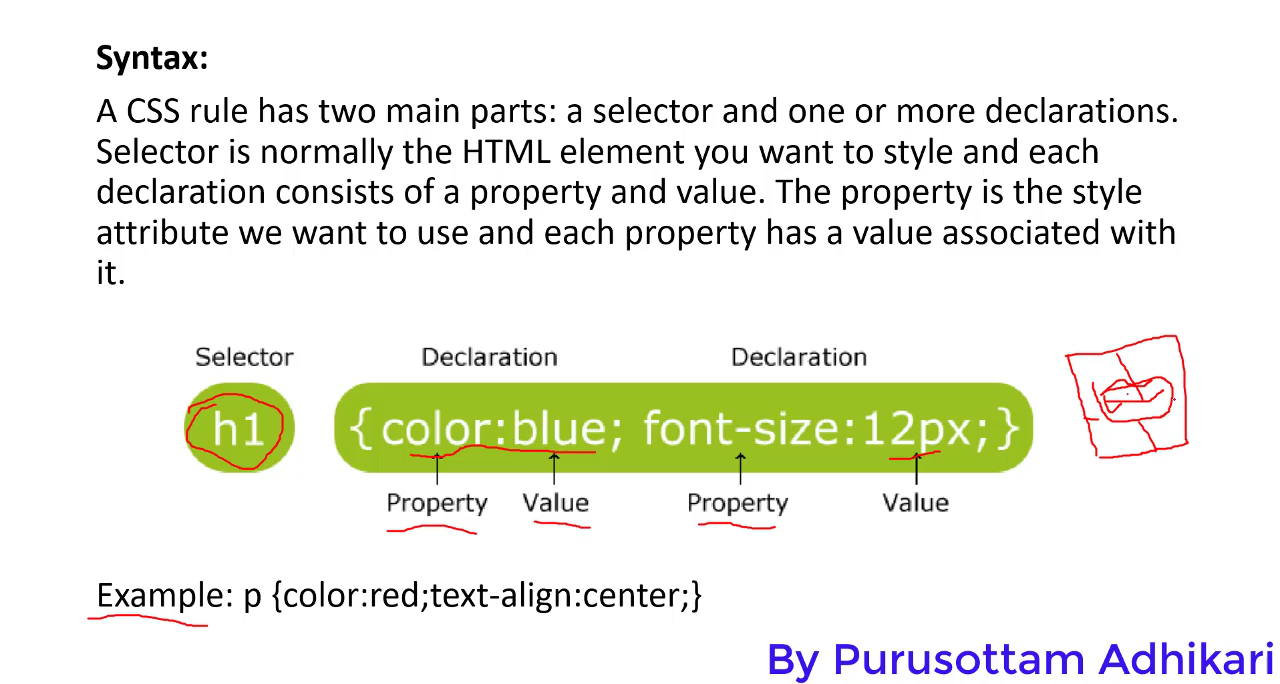 Syntax:
A CSS rule has two main parts: a selector and one or more declarations.
Selector is normally the HTML element you want to style and each
declaration consists of a property and value. The property is the style
attribute we want to use and each property has a value associated with
it.
Selector Declaration Declaration
h1 {color:blue; font-size:12px;}
Property Value Property Value
Example: p {color:red;text-align:center;}
By Purusottam Adhikari